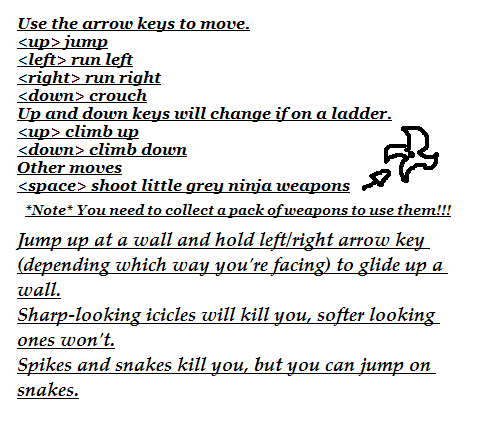 Use the arrow keys to move.
<up> jump
<left> run left
<right> run right
<down> crouch
Up and down keys will change if on a ladder.
<up> climb up
<down> climb down
Other moves
<space> shoot little grey ninja weapons
*Note* You need to collect a pack of weapons to use them!!!
Jump up at a wall and hold left/right arrow key
(depending which way you're facing) to glide up a
wall.
Sharp-looking icicles will kill you, softer looking
ones won't.
Spikes and snakes kill you, but you can jump on
snakes.